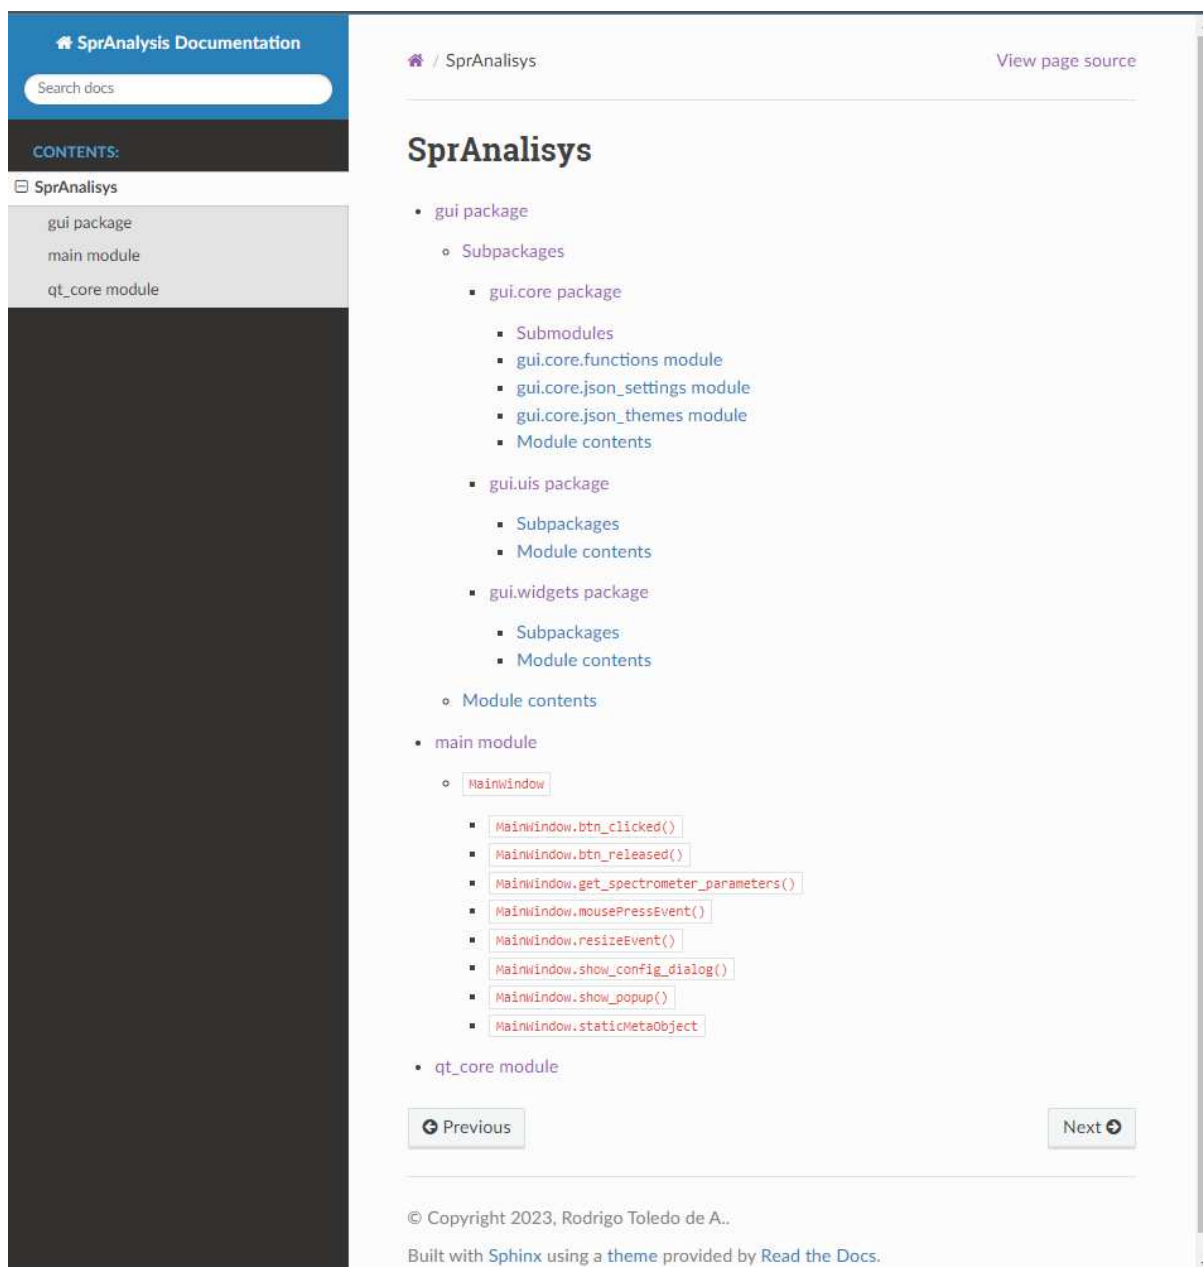 SprAnalysis Documentation
Search docs
CONTENTS:
SprAnalisys
gui package
main module
qt_core module
/ SprAnalisys
View page source
SprAnalisys
gui package
Subpackages
gui.core package
Submodules
gui.core.functions module
gui.core.json_settings module
gui.core.json_themes module
Module contents
gui.uis package
Subpackages
Module contents
gui.widgets package
Subpackages
Module contents
Module contents
main module
MainWindow
MainWindow.btn_clicked()
MainWindow.btn_released()
MainWindow.get_spectrometer_parameters()
MainWindow.mousePressEvent()
MainWindow.resizeEvent()
MainWindow.show_config_dialog()
MainWindow.show_popup()
MainWindow.staticMetaObject
qt_core module
Previous
Next
© Copyright 2023, Rodrigo Toledo de A..
Built with Sphinx using a theme provided by Read the Docs.